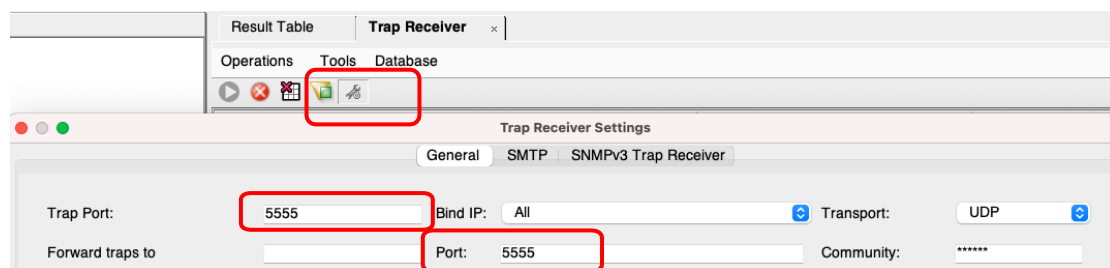 Result Table Trap Receiver ×
Operations Tools Database
Trap Receiver Settings
General SMTP SNMPv3 Trap Receiver
Trap Port: 5555 Bind IP: All Transport: UDP
Forward traps to Port: 5555 Community: ******